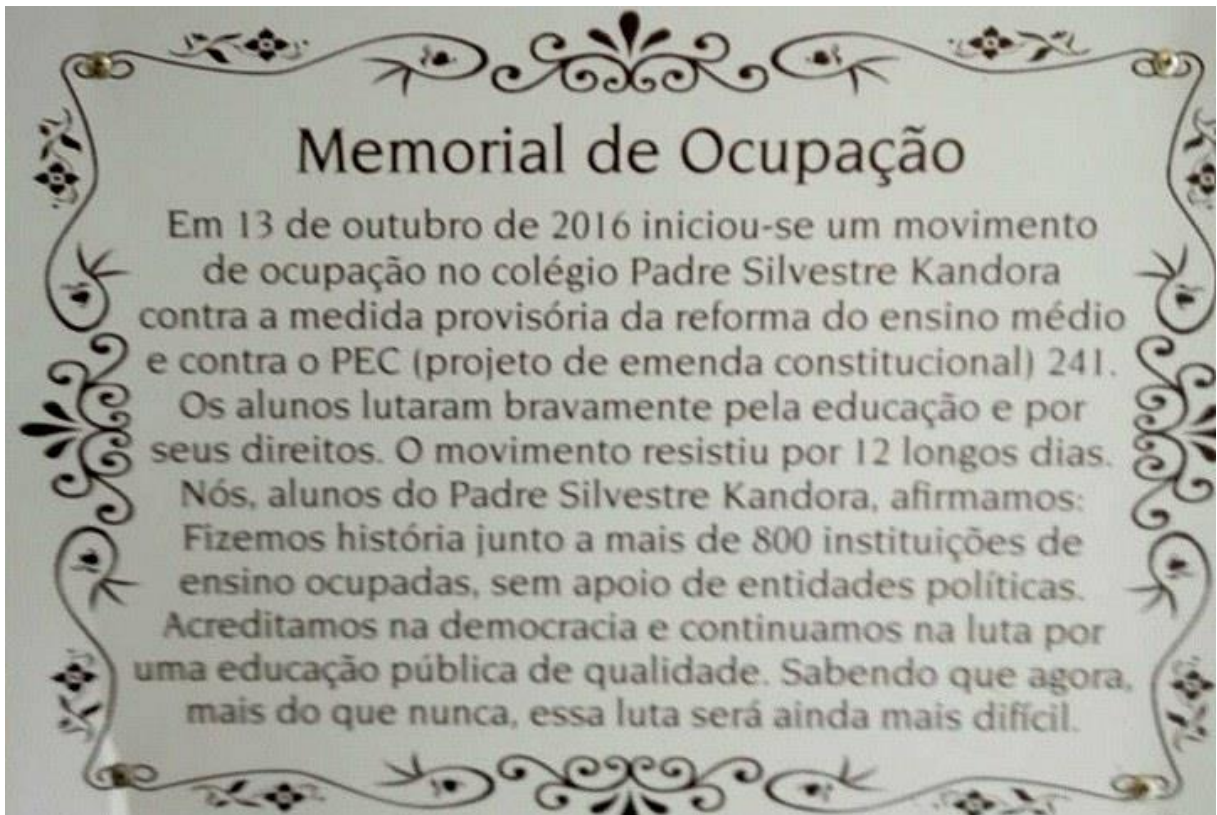 Memorial de Ocupação
Em 13 de outubro de 2016 iniciou-se um movimento
de ocupação no colégio Padre Silvestre Kandora
contra a medida provisória da reforma do ensino médio
e contra o PEC (projeto de emenda constitucional) 241.
Os alunos lutaram bravamente pela educação e por
seus direitos. O movimento resistiu por 12 longos dias.
Nós, alunos do Padre Silvestre Kandora, afirmamos:
Fizemos história junto a mais de 800 instituições de
ensino ocupadas, sem apoio de entidades políticas.
Acreditamos na democracia e continuamos na luta por
uma educação pública de qualidade. Sabendo que agora,
mais do que nunca, essa luta será ainda mais difícil.